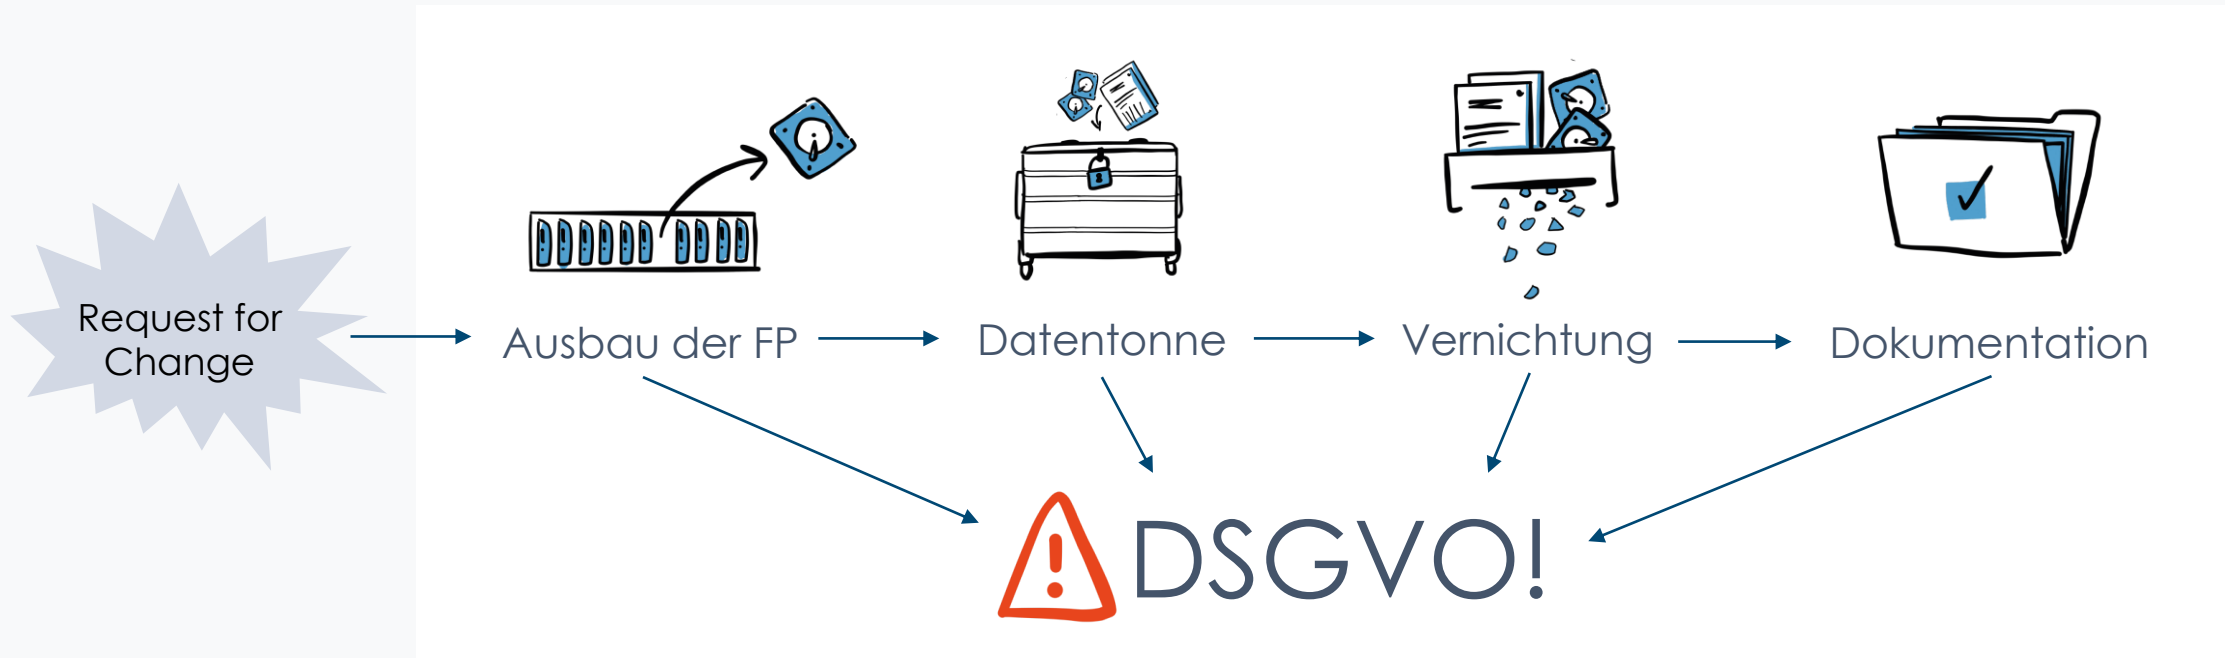 Request for
Change
Ausbau der FP
Datentonne
Vernichtung
Dokumentation
DSGVO!